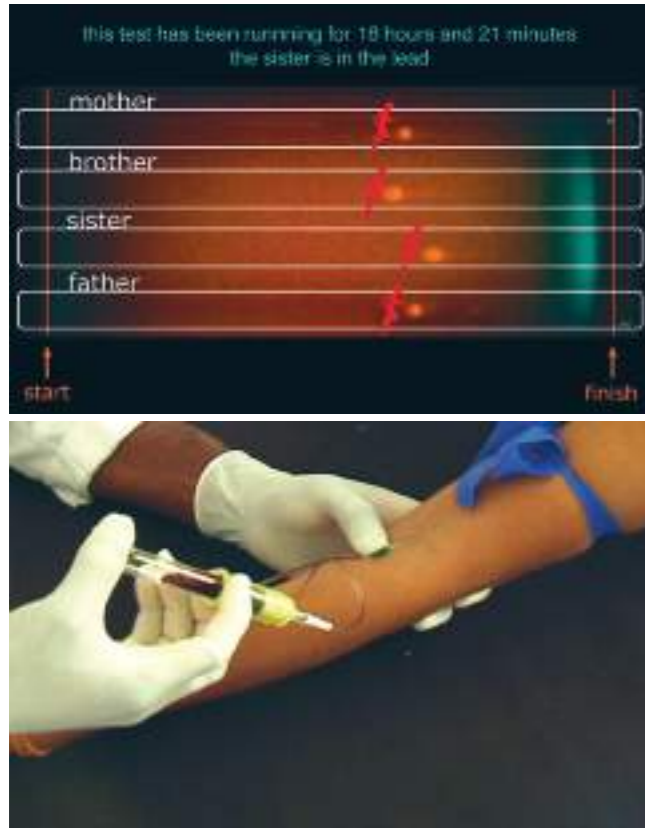 this test has been runnning for 18 hours and 21 minutes
the sister is in the lead
mother
brother
sister
father
start
finish